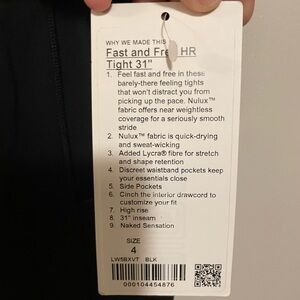 WHY WE MADE THIS
Fast and Free HR
Tight 31"
1. Feel fast and free in these
barely-there feeling tights
that won't distract you from
picking up the pace. Nulux™
fabric offers near weightless
coverage for a seriously smooth
stride
2. Nulux™ fabric is quick-drying
and sweat-wicking
3. Added Lycra® fibre for stretch
and shape retention
4. Discreet waistband pockets keep
your essentials close
5. Side Pockets
6. Cinch the interior drawcord to
customize your fit
7. High rise
8. 31" inseam
9. Naked Sensation
SIZE
4
LW5BXVT BLK
000104454876